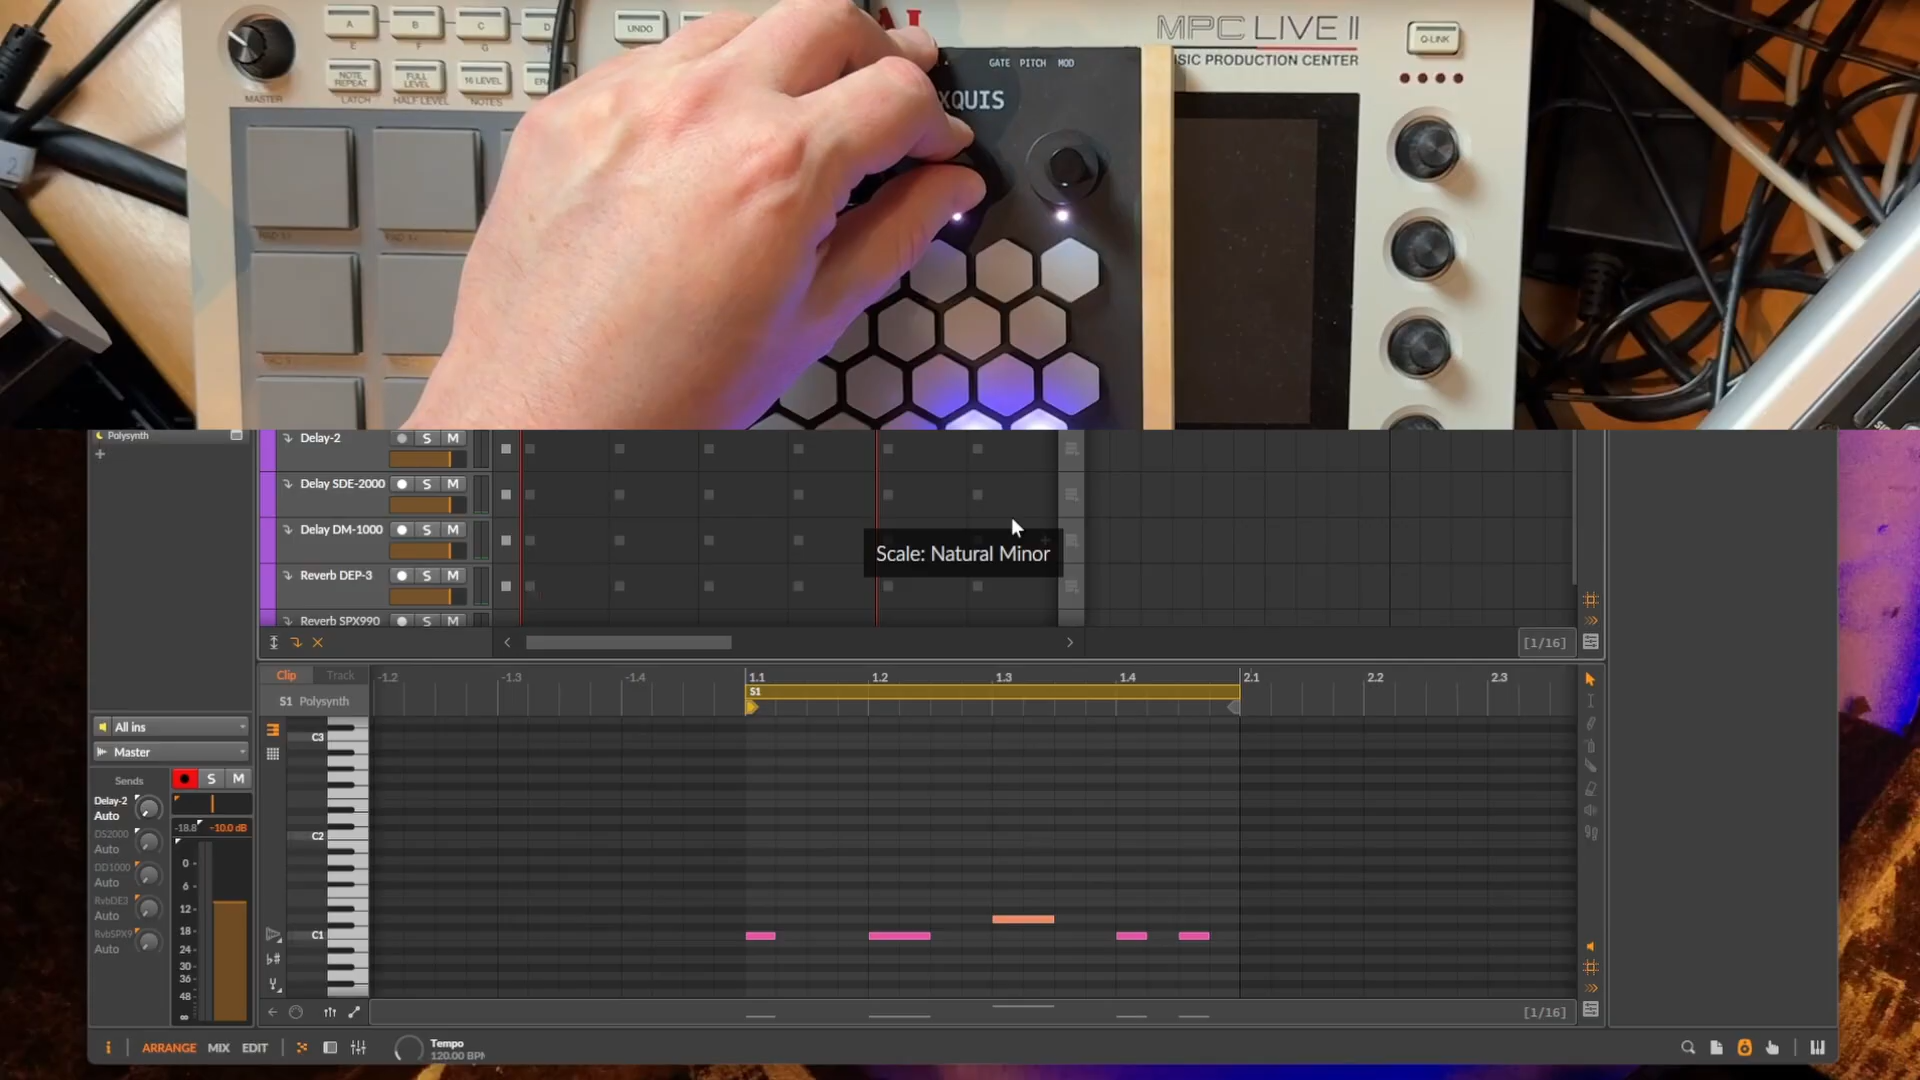 A
B
C
D
E
F
G
UNDO
NOTE REPEAT
FULL LEVEL
16 LEVEL
LATCH
HALF LEVEL
NOTES
MASTER
2
GATE PITCH MOD
XQUIS
MPC LIVE II
SIC PRODUCTION CENTER
Q-LINK
Polysynth
+
Delay-2
S M
Delay SDE-2000
S M
Delay DM-1000
S M
Reverb DEP-3
S M
Reverb SPX990
S M
Scale: Natural Minor
[1/16]
Clip
Track
S1 Polysynth
-1.2
-1.3
-1.4
1.1
1.2
1.3
1.4
2.1
2.2
2.3
S1
C3
C2
C1
All ins
Master
Sends
S M
Delay-2
Auto
DS2000
Auto
DD1000
Auto
RvbDE3
Auto
RvbSPX9
Auto
-18.8
-10.0 dB
0
6
12
18
24
30
36
48
∞
[1/16]
i
ARRANGE
MIX
EDIT
Tempo
120.00 BPM